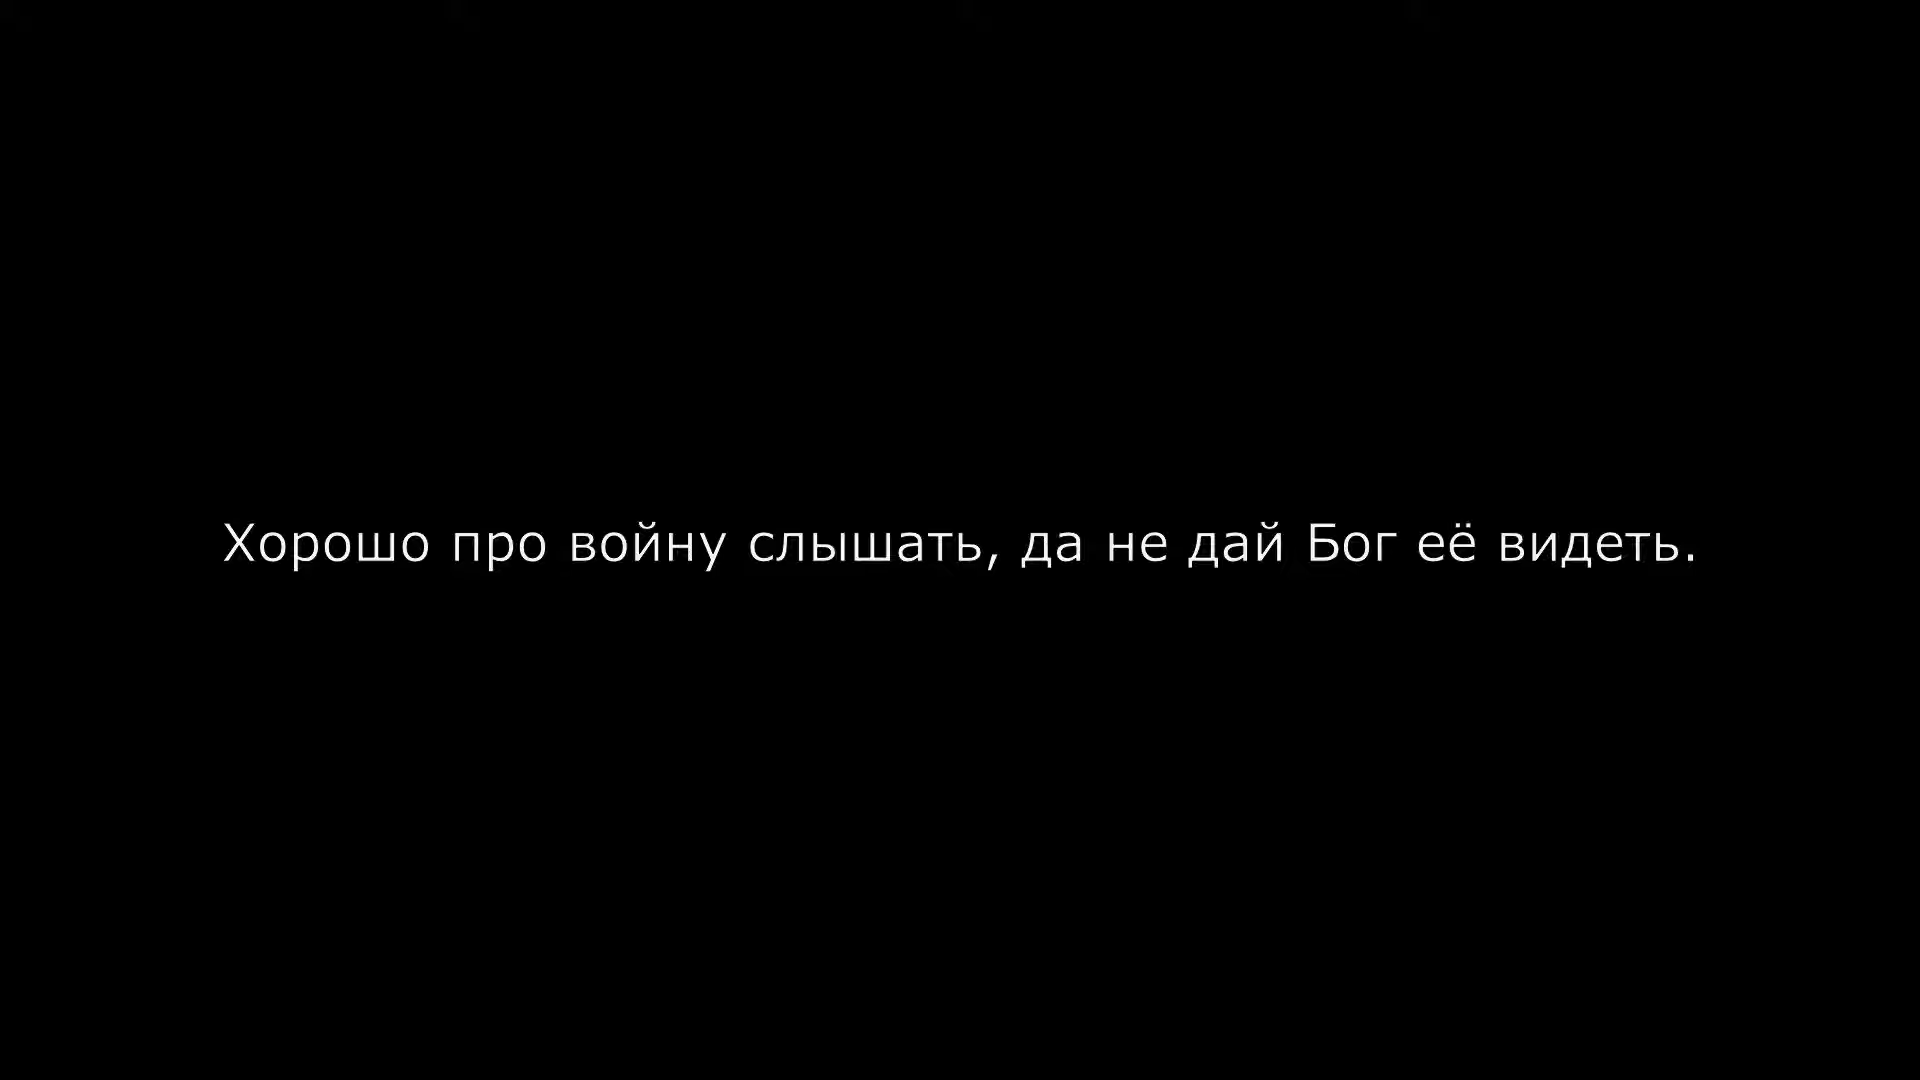 Хорошо про войну слышать, да не дай Бог её видеть.